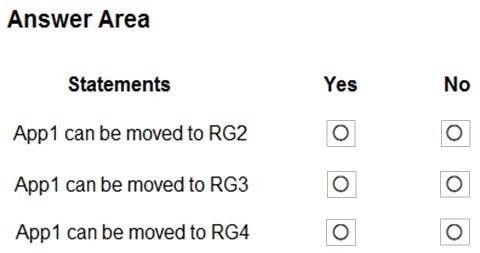 Answer Area
Statements Yes No
App1 can be moved to RG2
App1 can be moved to RG3
App1 can be moved to RG4